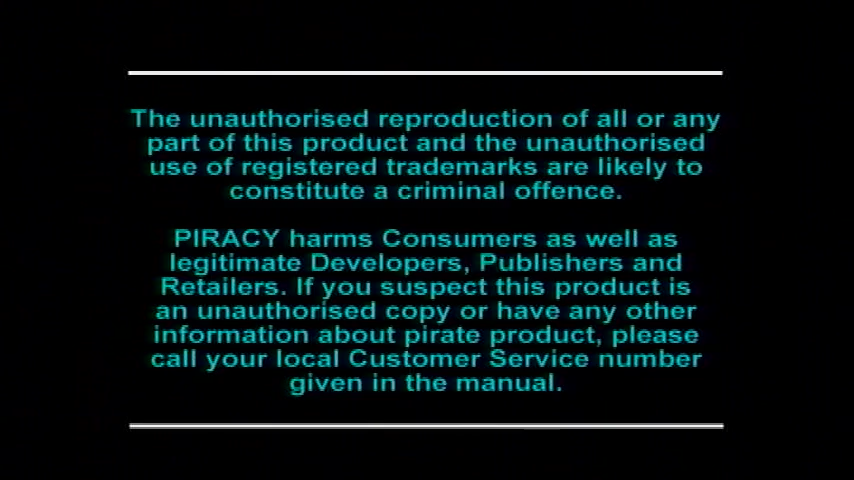 The unauthorised reproduction of all or any
part of this product and the unauthorised
use of registered trademarks are likely to
constitute a criminal offence.
PIRACY harms Consumers as well as
legitimate Developers, Publishers and
Retailers. If you suspect this product is
an unauthorised copy or have any other
information about pirate product, please
call your local Customer Service number
given in the manual.